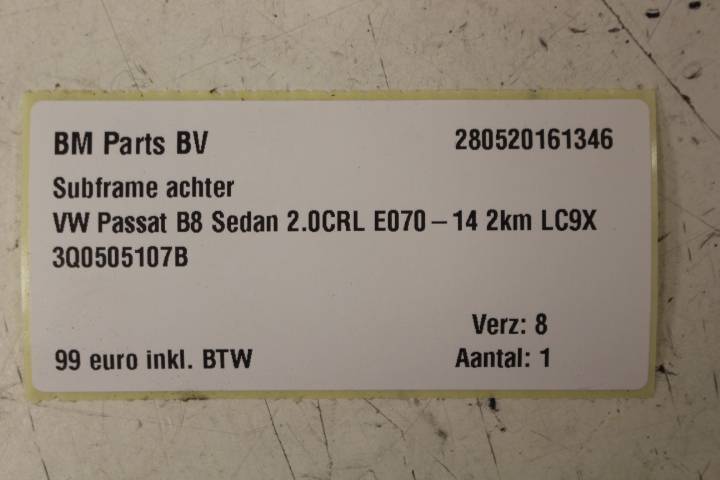 BM Parts BV 280520161346
Subframe achter
VW Passat B8 Sedan 2.0CRL E070 – 14 2km LC9X
3Q0505107B
Verz: 8
99 euro inkl. BTW Aantal: 1